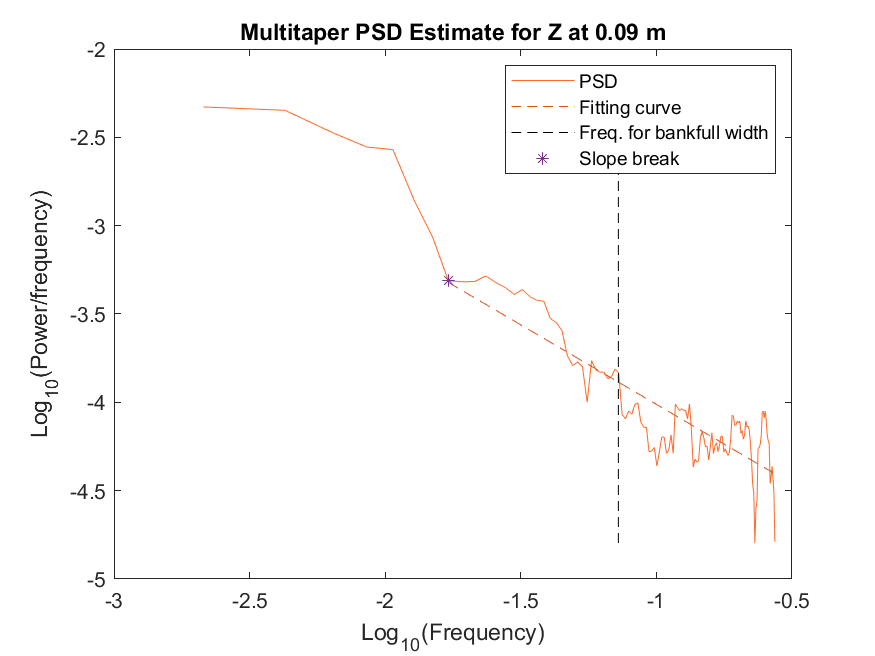 Multitaper PSD Estimate for Z at 0.09 m
PSD
Fitting curve
Freq. for bankfull width
Slope break
Log10(Power/frequency)
-2
-2.5
-3
-3.5
-4
-4.5
-5
-3
-2.5
-2
-1.5
-1
-0.5
Log10(Frequency)